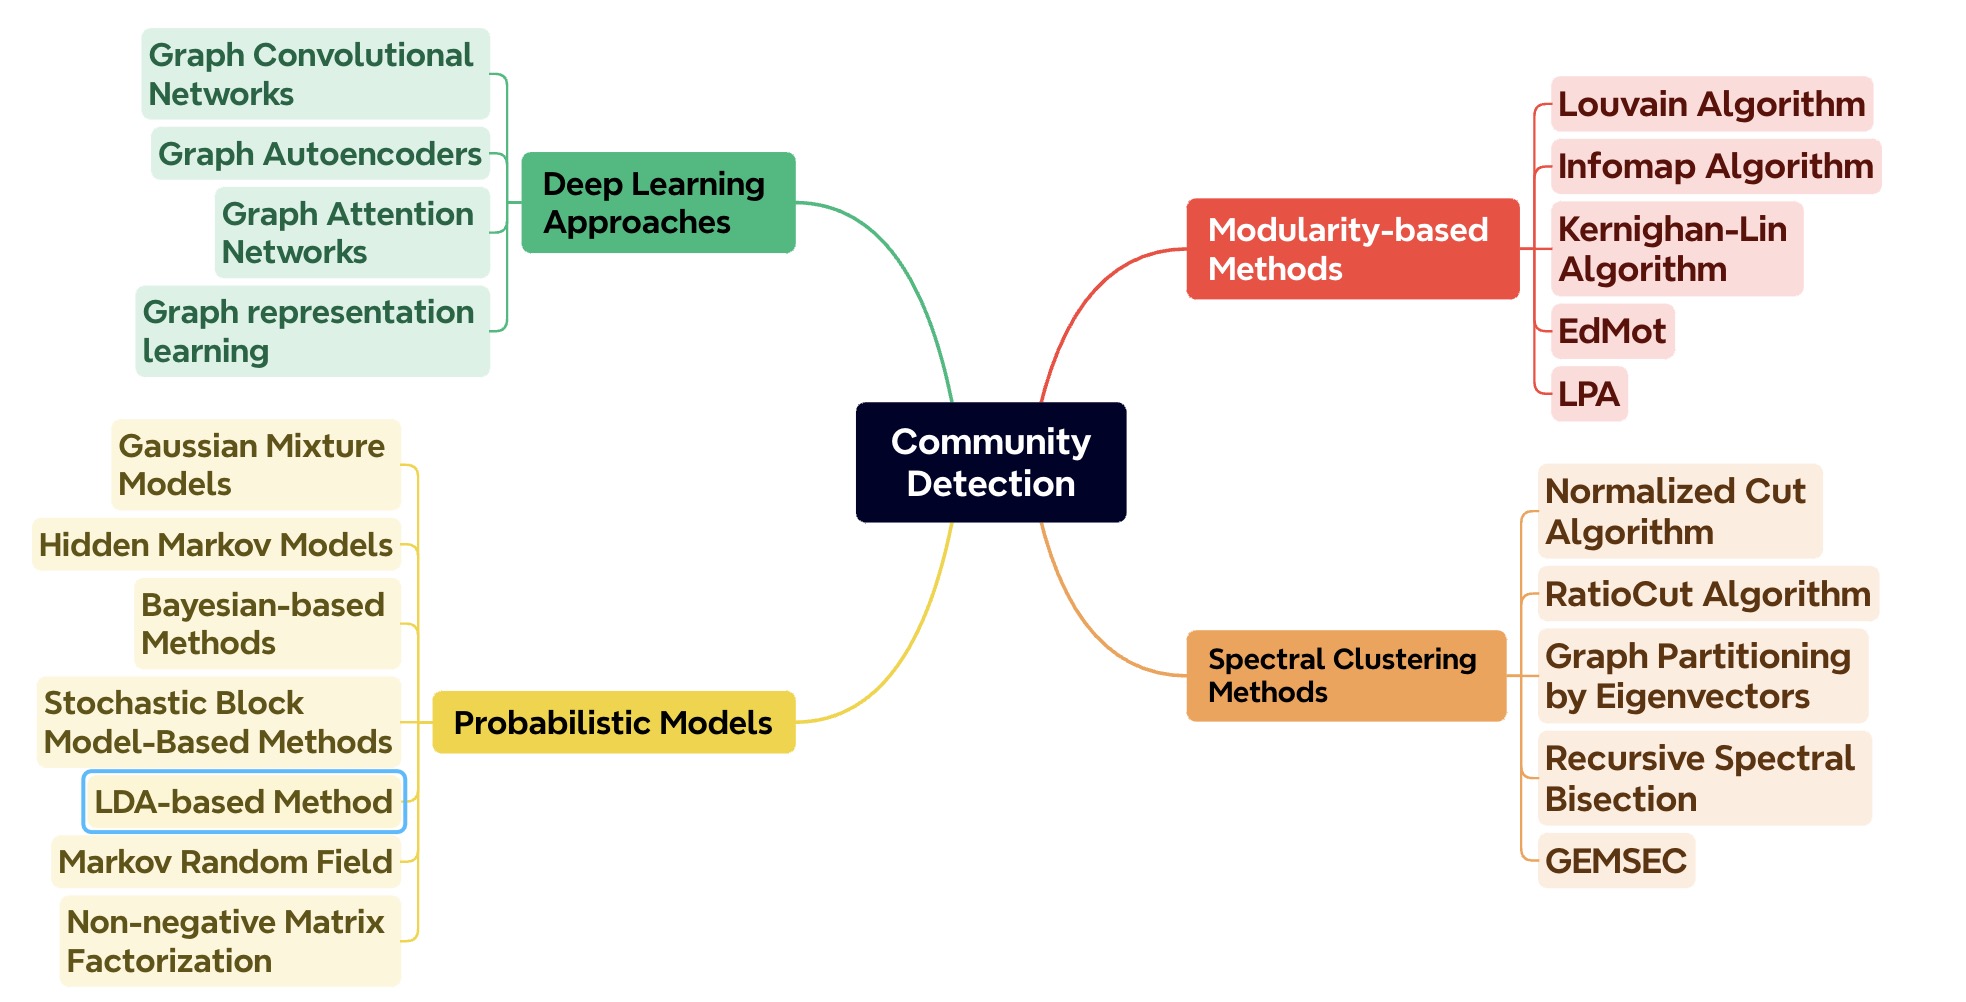 Community
Detection
Deep Learning
Approaches
Graph Convolutional
Networks
Graph Autoencoders
Graph Attention
Networks
Graph representation
learning
Probabilistic Models
Gaussian Mixture
Models
Hidden Markov Models
Bayesian-based
Methods
Stochastic Block
Model-Based Methods
LDA-based Method
Markov Random Field
Non-negative Matrix
Factorization
Modularity-based
Methods
Louvain Algorithm
Infomap Algorithm
Kernighan-Lin
Algorithm
EdMot
LPA
Spectral Clustering
Methods
Normalized Cut
Algorithm
RatioCut Algorithm
Graph Partitioning
by Eigenvectors
Recursive Spectral
Bisection
GEMSEC